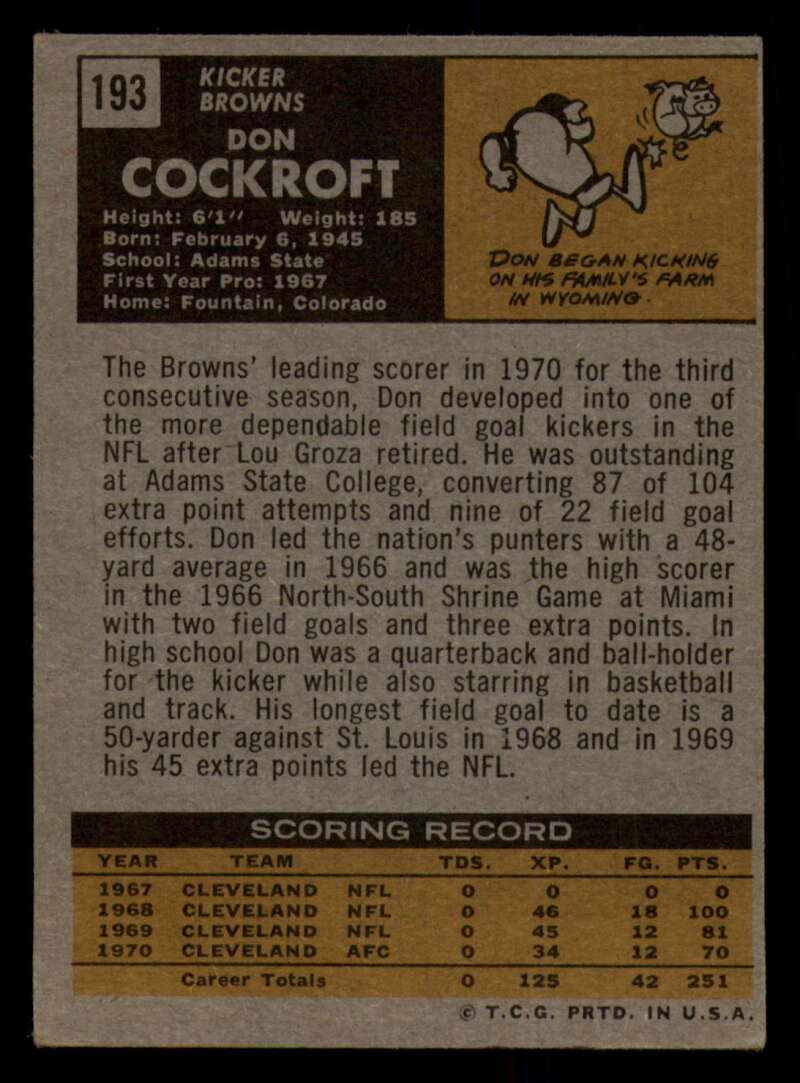 193
KICKER
BROWNS
DON
COCKROFT
Height: 6'1" Weight: 185
Born: February 6, 1945
School: Adams State
First Year Pro: 1967
Home: Fountain, Colorado
DON BEGAN KICKING
ON HIS FAMILY'S FARM
IN WYOMING.
The Browns' leading scorer in 1970 for the third
consecutive season, Don developed into one of
the more dependable field goal kickers in the
NFL after Lou Groza retired. He was outstanding
at Adams State College, converting 87 of 104
extra point attempts and nine of 22 field goal
efforts. Don led the nation's punters with a 48-
yard average in 1966 and was the high scorer
in the 1966 North-South Shrine Game at Miami
with two field goals and three extra points. In
high school Don was a quarterback and ball-holder
for the kicker while also starring in basketball
and track. His longest field goal to date is a
50-yarder against St. Louis in 1968 and in 1969
his 45 extra points led the NFL.
SCORING RECORD
YEAR TEAM TDS. XP. FG. PTS.
1967 CLEVELAND NFL 0 0 0 0
1968 CLEVELAND NFL 0 46 18 100
1969 CLEVELAND NFL 0 45 12 81
1970 CLEVELAND AFC 0 34 12 70
Career Totals 0 125 42 251
© T.C.G. PRTD. IN U.S.A.